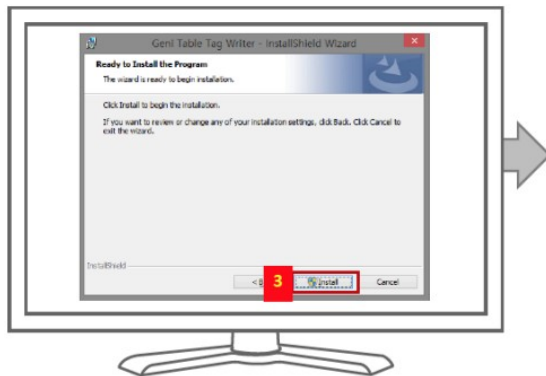 Geni Table Tag Writer - InstallShield Wizard
Ready to Install the Program
The wizard is ready to begin installation.
Click Install to begin the installation.
If you want to review or change any of your installation settings, click Back. Click Cancel to
exit the wizard.
InstallShield
< B 3 Install Cancel